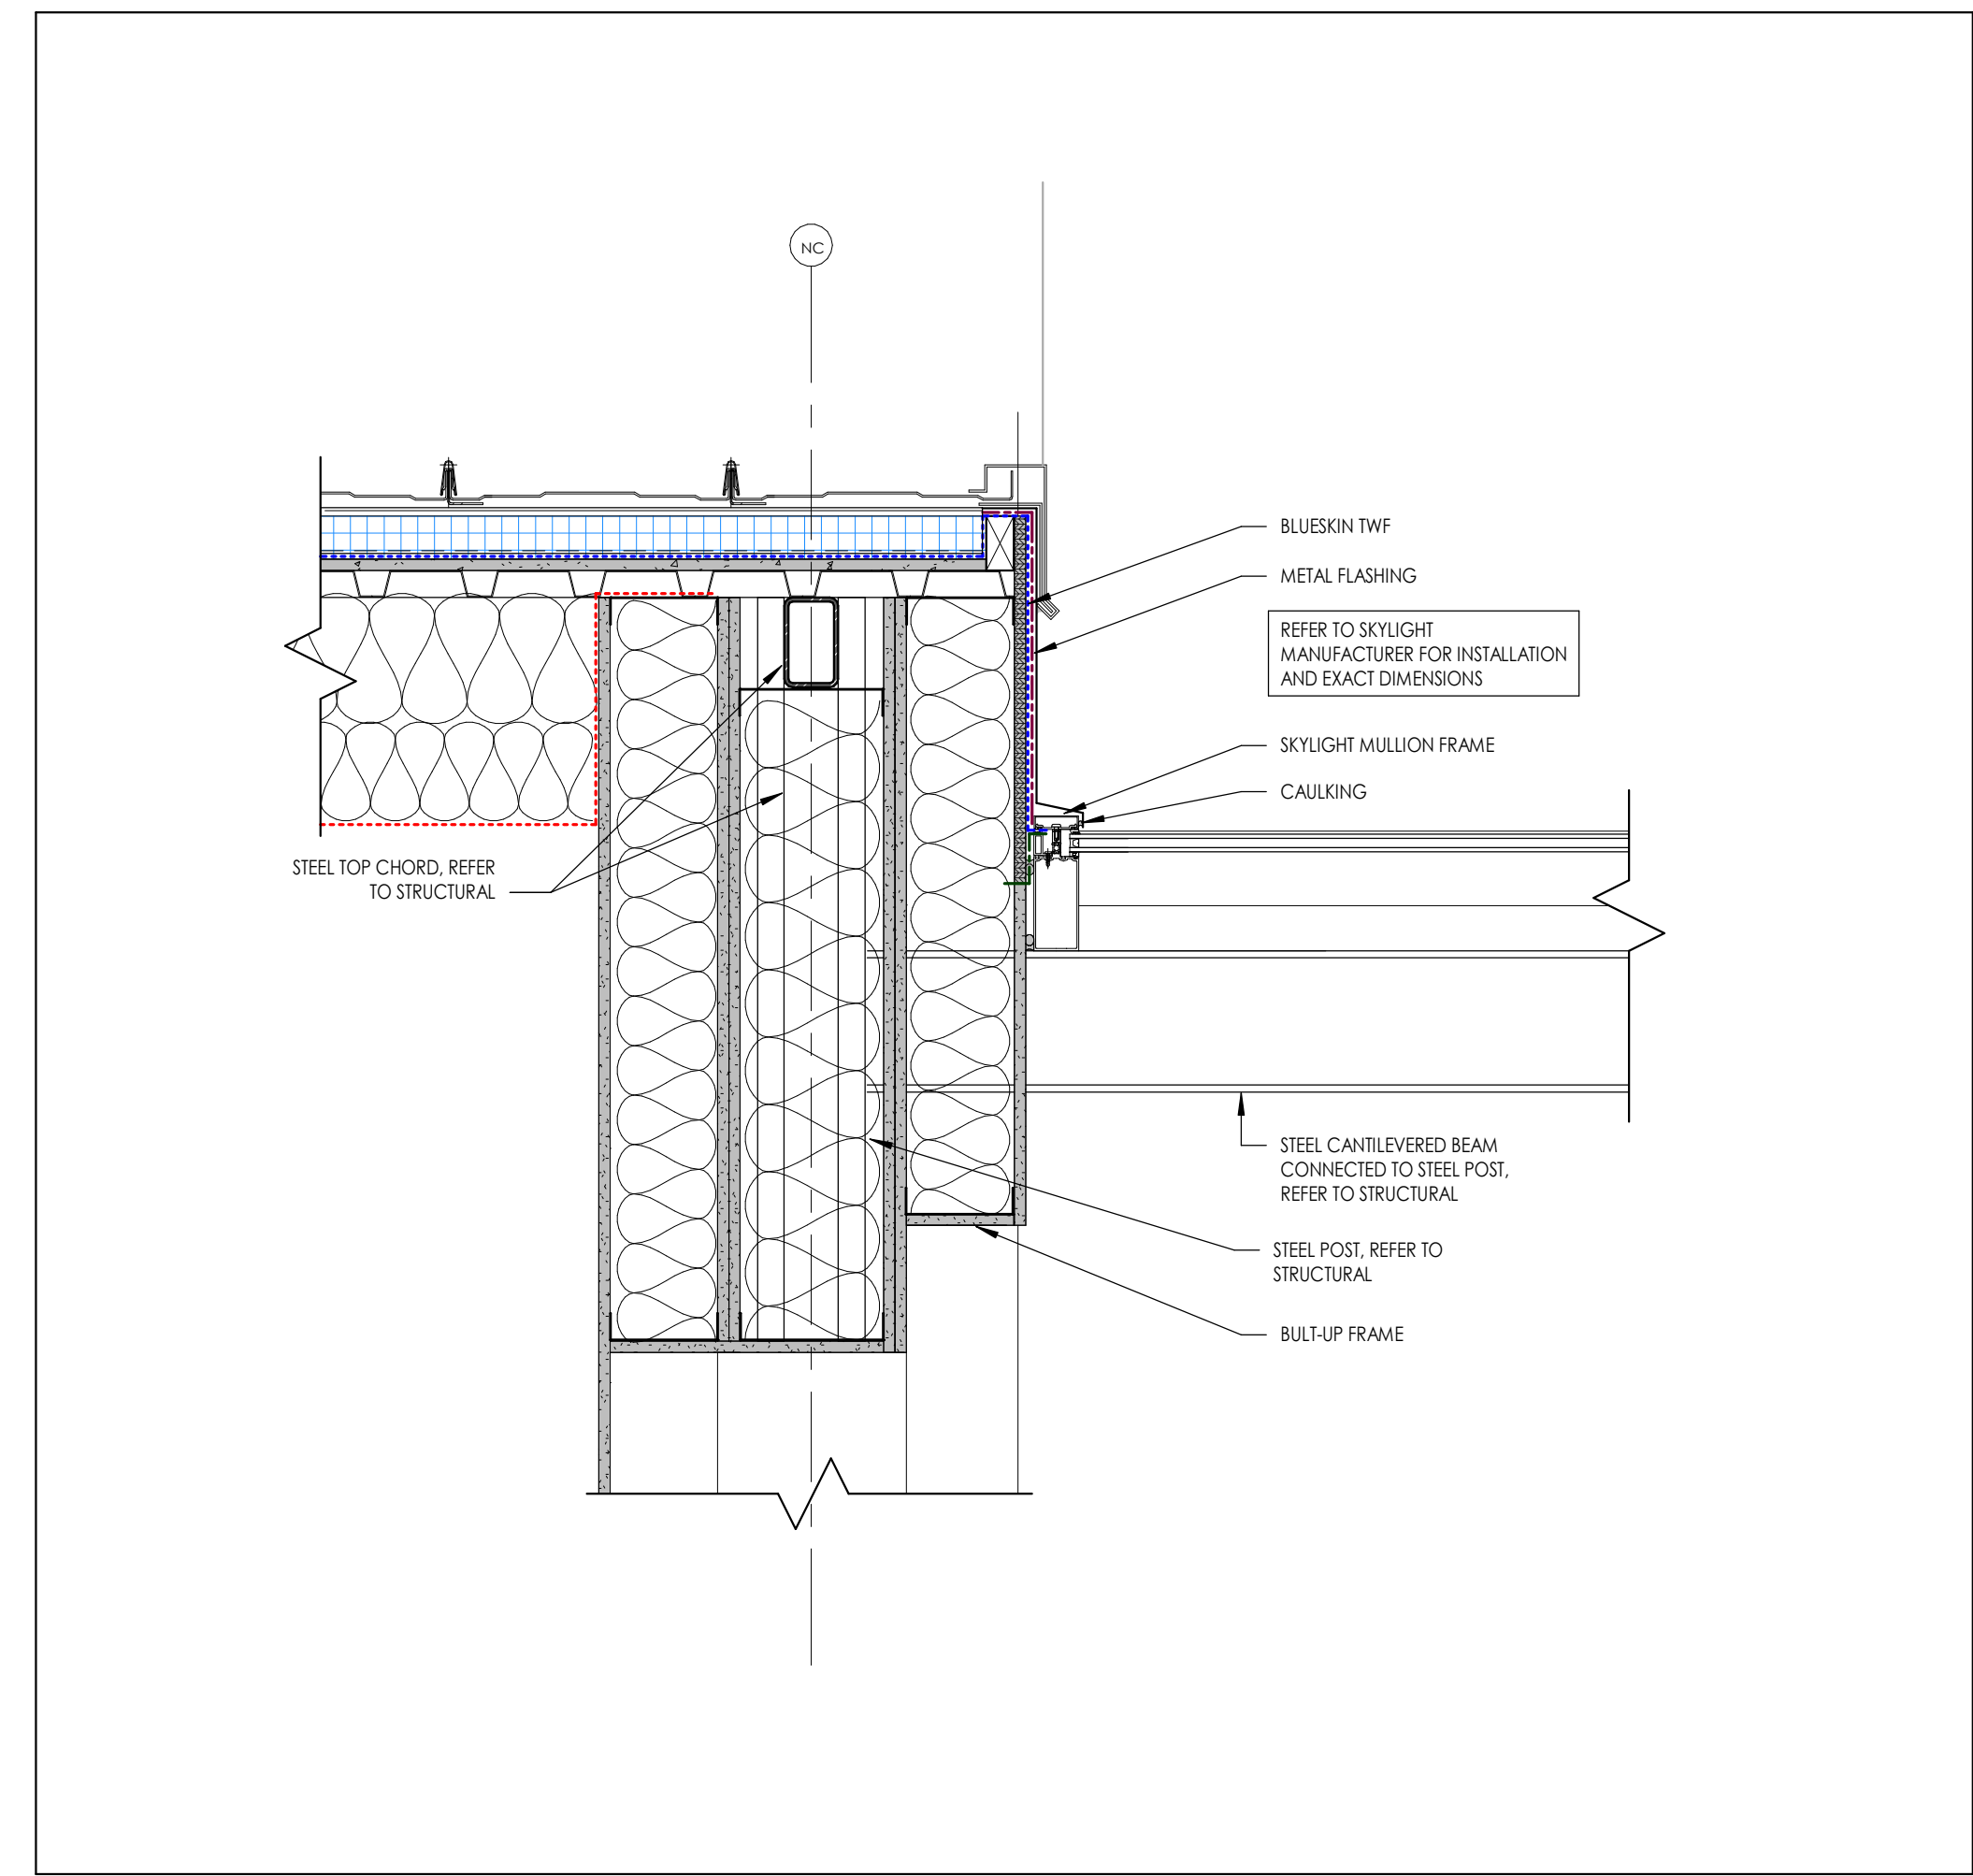 NC
BLUESKIN TWF
METAL FLASHING
REFER TO SKYLIGHT
MANUFACTURER FOR INSTALLATION
AND EXACT DIMENSIONS
SKYLIGHT MULLION FRAME
CAULKING
STEEL TOP CHORD, REFER
TO STRUCTURAL
STEEL CANTILEVERED BEAM
CONNECTED TO STEEL POST,
REFER TO STRUCTURAL
STEEL POST, REFER TO
STRUCTURAL
BULT-UP FRAME